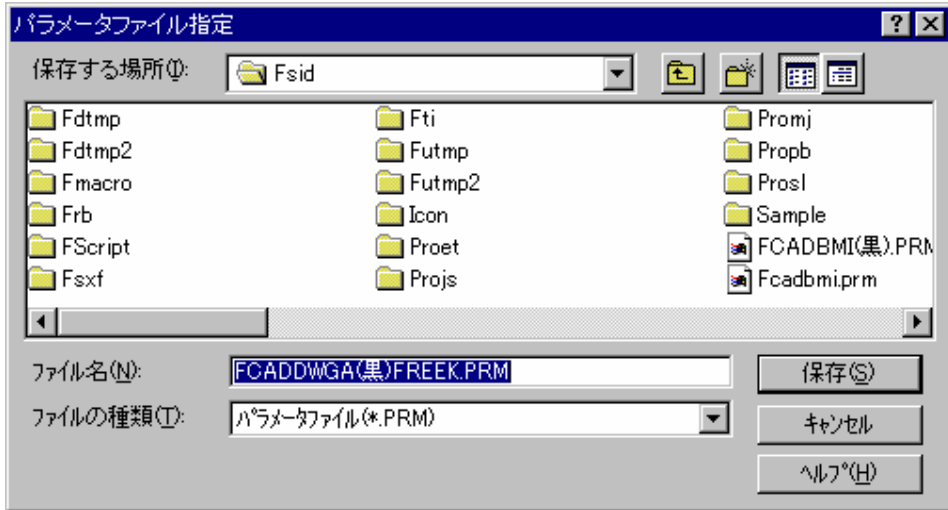 パラメータファイル指定
保存する場所(I): Fsid
Fdtmp Fti Promj
Fdtmp2 Futmp Propb
Fmacro Futmp2 Prosl
Frb Icon Sample
FScript Proet FCADBMI(黒).PRM
Fsxf Projs Fcadbmi.prm
ファイル名(N): FCADDWGA(黒)FREEK.PRM 保存(S)
ファイルの種類(T): パラメータファイル(*.PRM) キャンセル
ヘルプ(H)